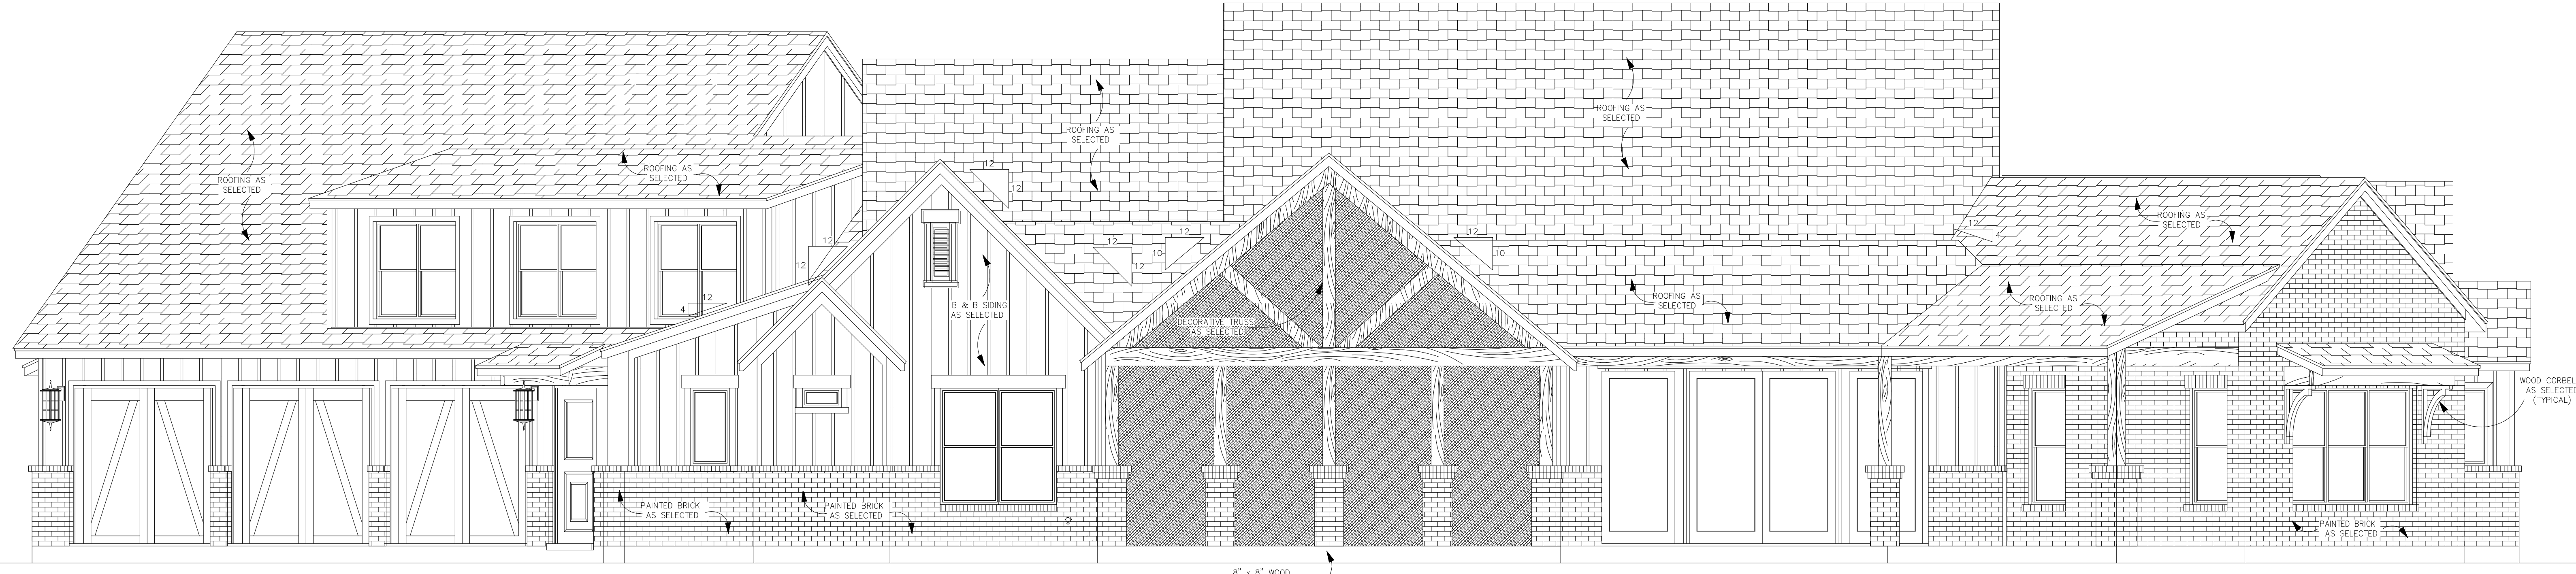 ROOFING AS
SELECTED
ROOFING AS
SELECTED
ROOFING AS
SELECTED
ROOFING AS
SELECTED
12
12
12
12
12
4
12
12
12
10
12
10
B & B SIDING
AS SELECTED
DECORATIVE TRUSS
AS SELECTED
ROOFING AS
SELECTED
12
4
ROOFING AS
SELECTED
ROOFING AS
SELECTED
WOOD CORBEL
AS SELECTED
(TYPICAL)
PAINTED BRICK
AS SELECTED
PAINTED BRICK
AS SELECTED
PAINTED BRICK
AS SELECTED
8" x 8" WOOD